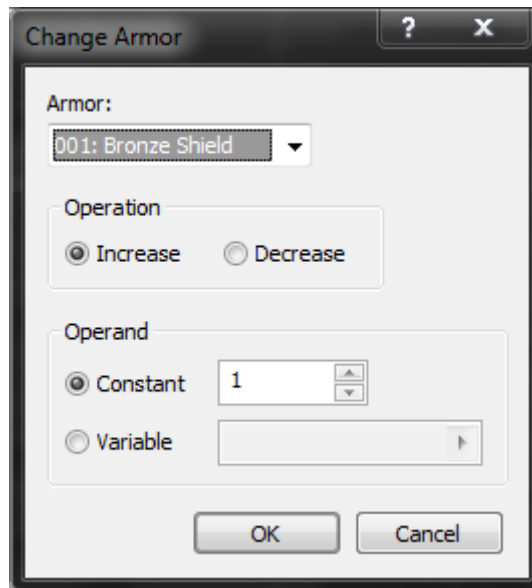 Change Armor
?
X
Armor:
001: Bronze Shield
Operation
Increase
Decrease
Operand
Constant
1
Variable
OK
Cancel